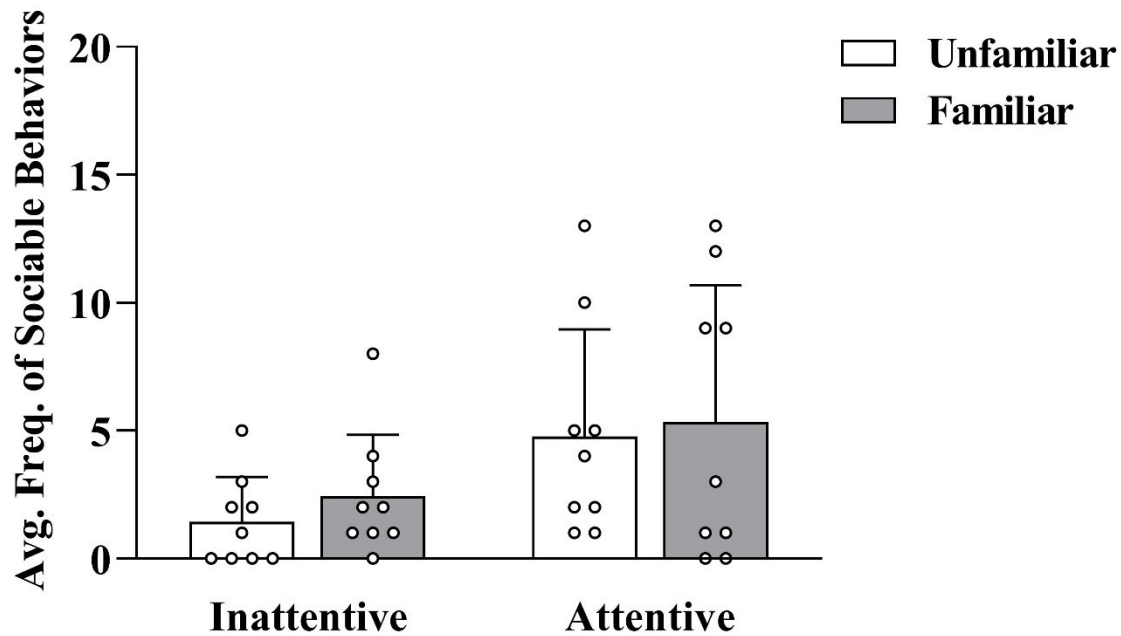 Avg. Freq. of Sociable Behaviors
20
15
10
5
0
Inattentive
Attentive
Unfamiliar
Familiar